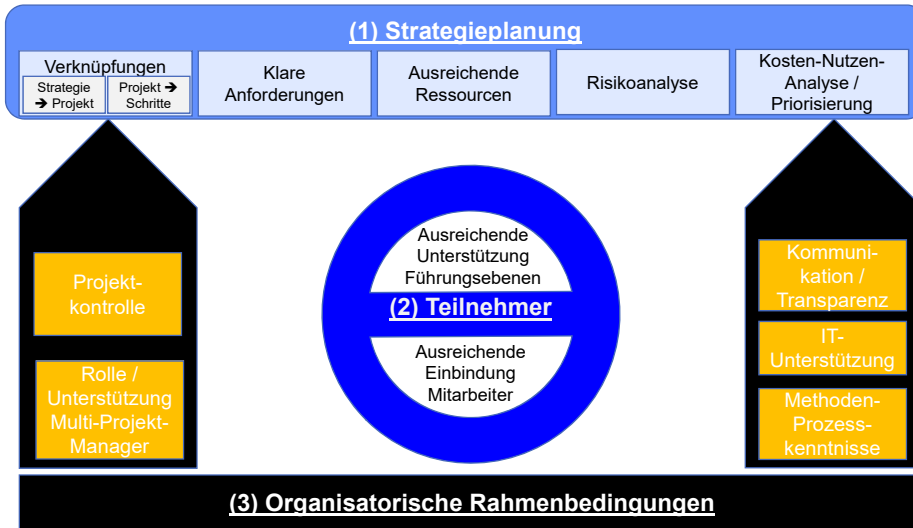 (1) Strategieplanung
Verknüpfungen
Strategie
➔ Projekt
Projekt ➔
Schritte
Klare
Anforderungen
Ausreichende
Ressourcen
Risikoanalyse
Kosten-Nutzen-
Analyse /
Priorisierung
Projekt-
kontrolle
Rolle /
Unterstützung
Multi-Projekt-
Manager
Ausreichende
Unterstützung
Führungsebenen
(2) Teilnehmer
Ausreichende
Einbindung
Mitarbeiter
Kommuni-
kation /
Transparenz
IT-
Unterstützung
Methoden-
Prozess-
kenntnisse
(3) Organisatorische Rahmenbedingungen